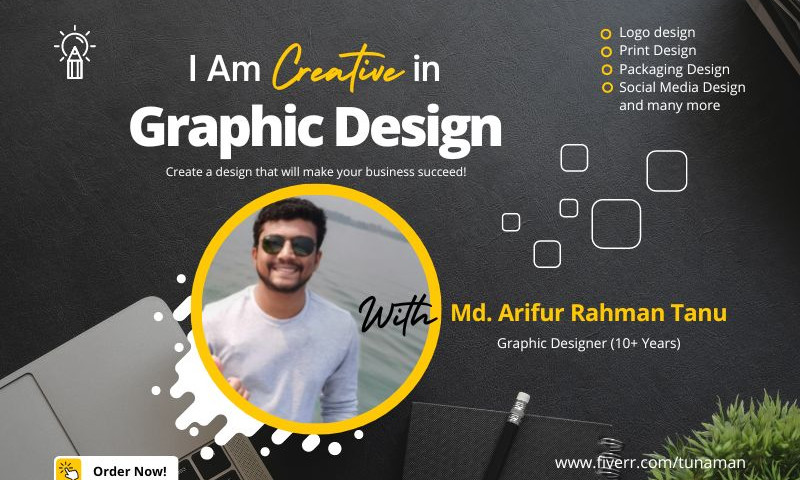 I Am Creative in
Graphic Design
Create a design that will make your business succeed!
Logo design
Print Design
Packaging Design
Social Media Design
and many more
With Md. Arifur Rahman Tanu
Graphic Designer (10+ Years)
Order Now!
www.fiverr.com/tunaman